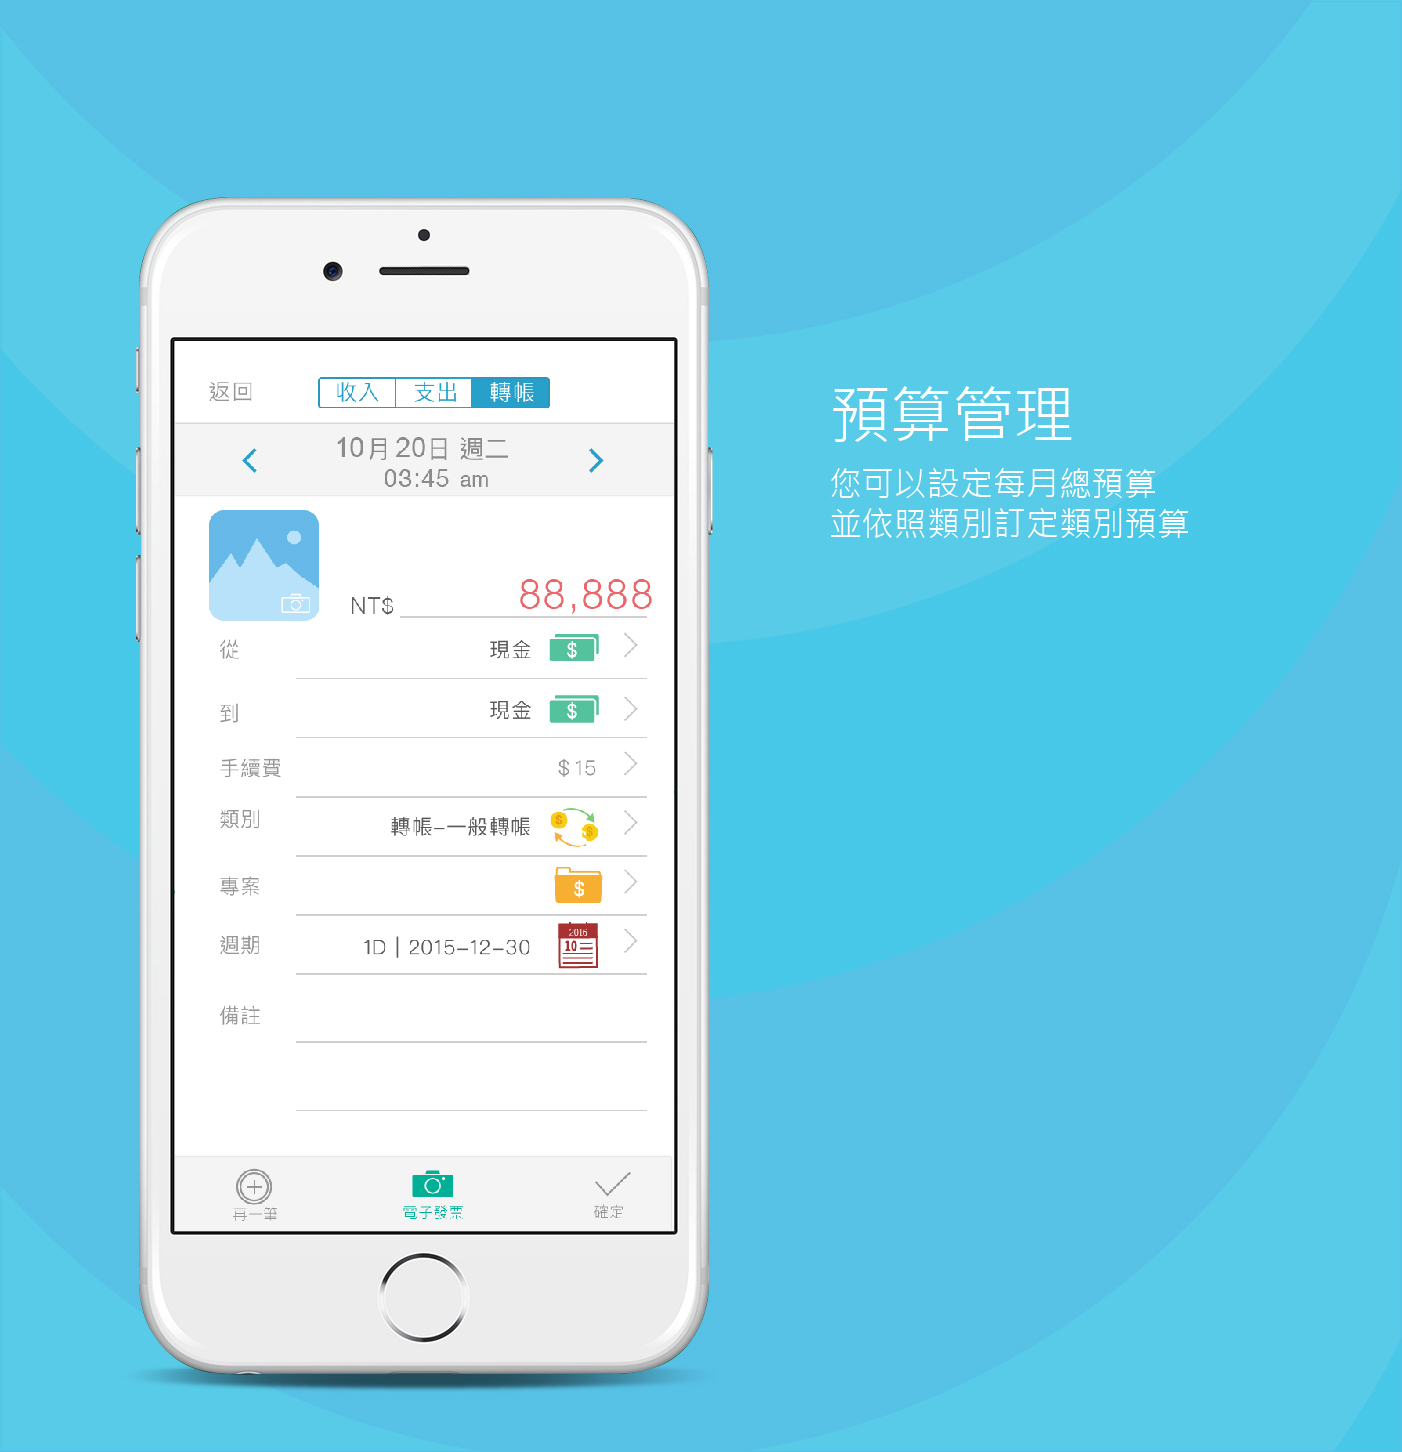 返回 收入 支出 轉帳
10月20日 週二
03:45 am
NT$ 88,888
從 現金 $
到 現金 $
手續費 $15
類別 轉帳-一般轉帳 $ $
專案 $
週期 1D | 2015-12-30 2016 10
備註
再一筆 電子發票 確定
預算管理
您可以設定每月總預算
並依照類別訂定類別預算